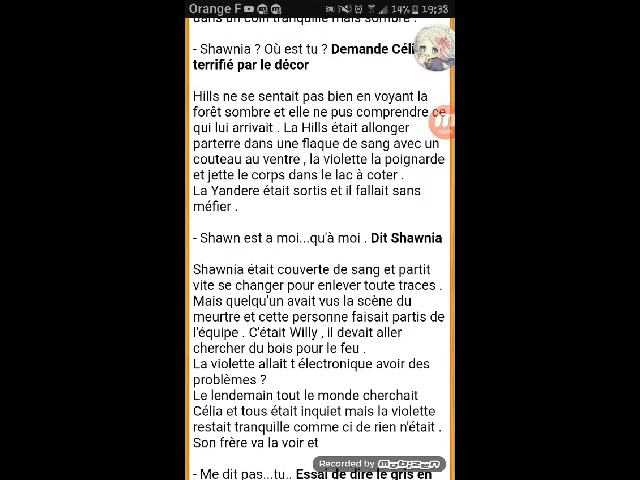 Orange F 14% 19:38
dans un coin tranquille mais sombre .
- Shawnia ? Où est tu ? Demande Céli
terrifié par le décor
Hills ne se sentait pas bien en voyant la
forêt sombre et elle ne pus comprendre ce
qui lui arrivait . La Hills était allonger
parterre dans une flaque de sang avec un
couteau au ventre , la violette la poignarde
et jette le corps dans le lac à coter .
La Yandere était sortis et il fallait sans
méfier .
- Shawn est a moi...qu'à moi . Dit Shawnia
Shawnia était couverte de sang et partit
vite se changer pour enlever toute traces .
Mais quelqu'un avait vus la scène du
meurtre et cette personne faisait partis de
l'équipe . C'était Willy , il devait aller
chercher du bois pour le feu .
La violette allait t électronique avoir des
problèmes ?
Le lendemain tout le monde cherchait
Célia et tous était inquiet mais la violette
restait tranquille comme ci de rien n'était .
Son frère va la voir et
Recorded by Mobizen
- Me dit pas...tu.. Essai de dire le gris en